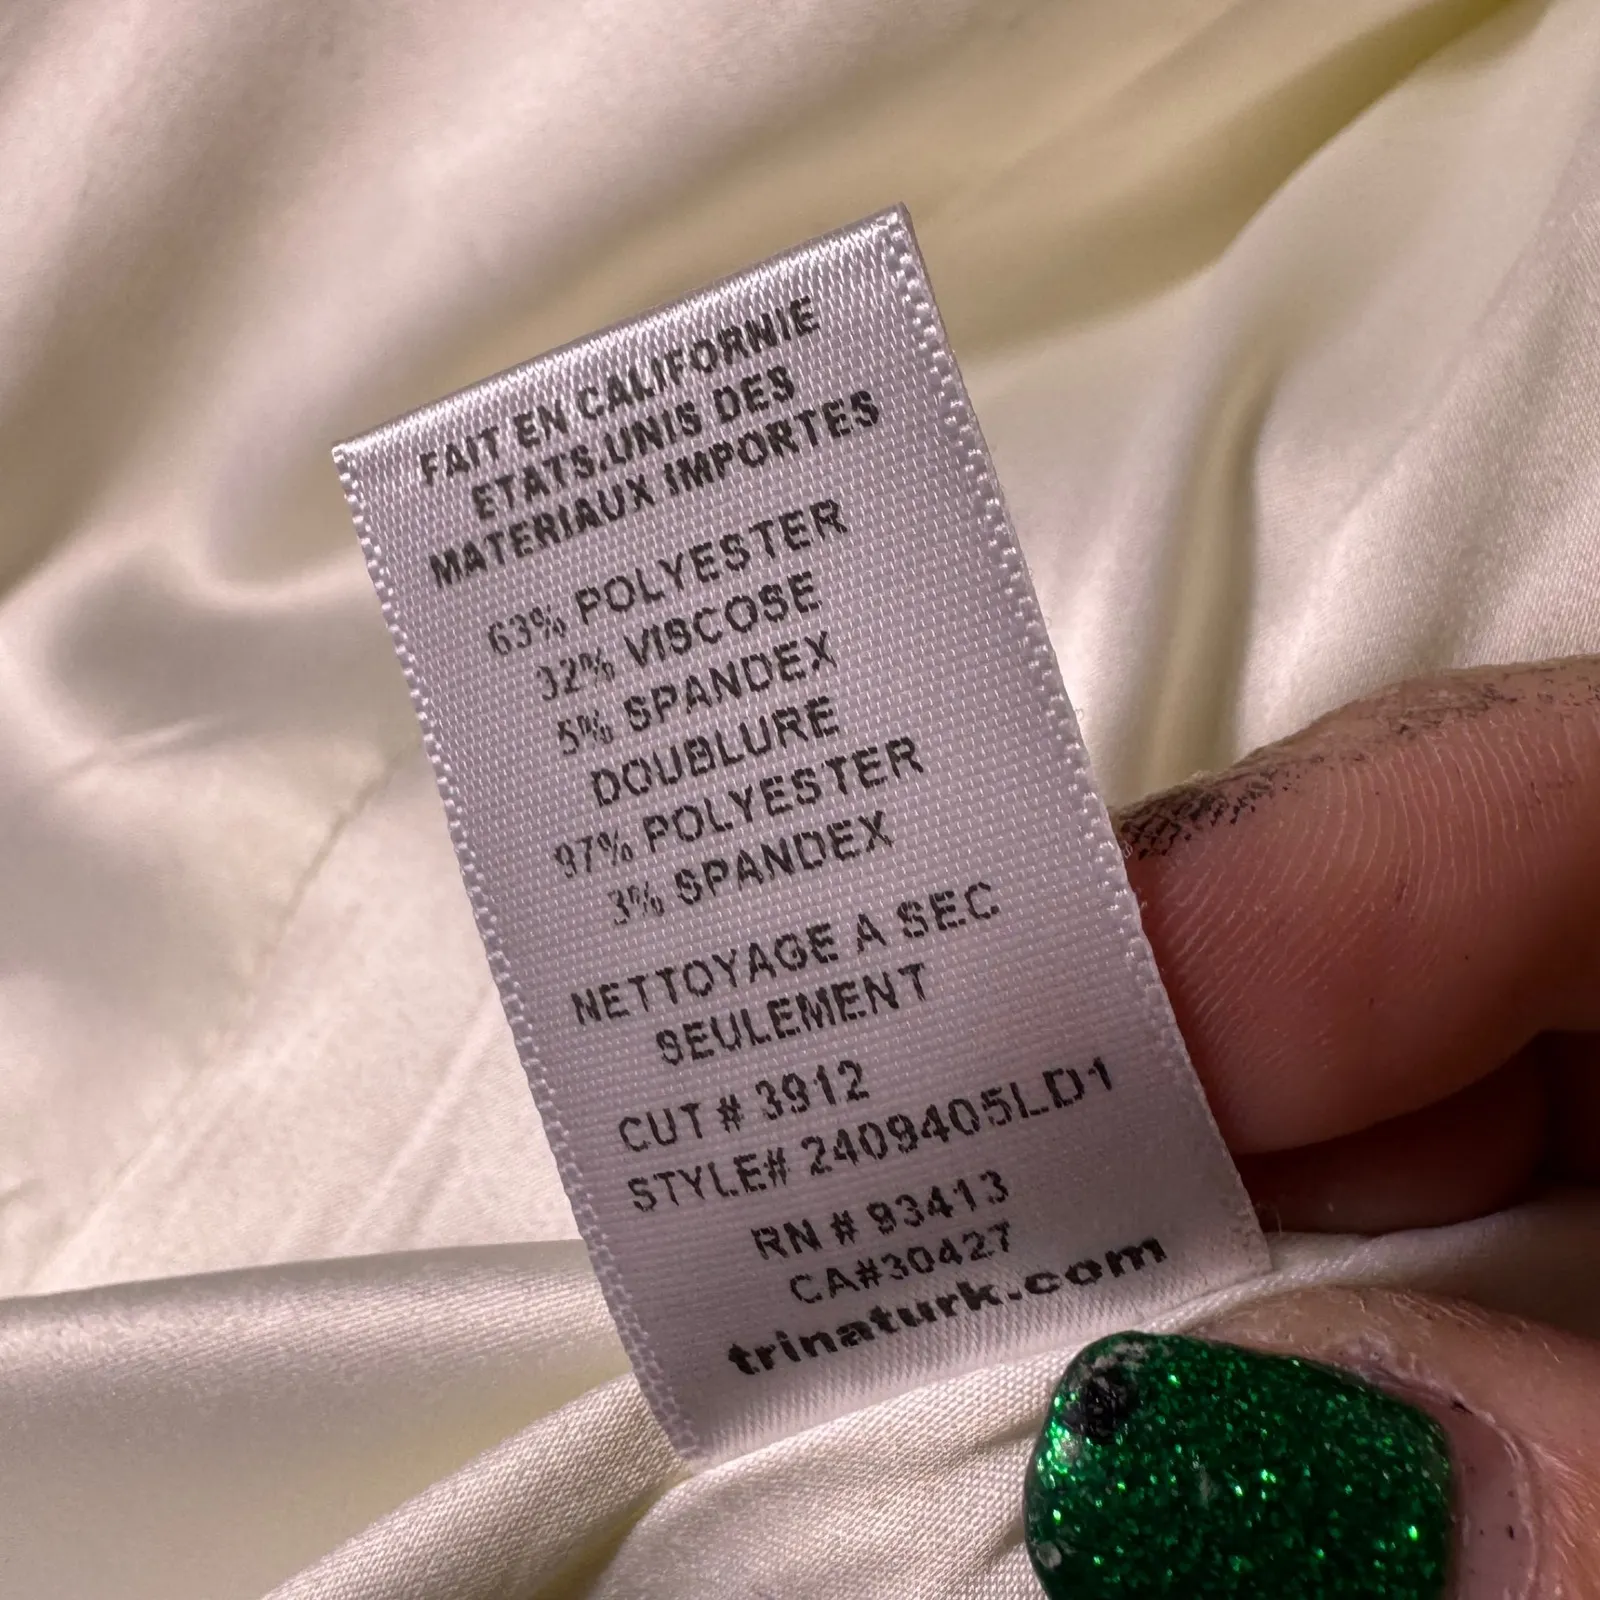 FAIT EN CALIFORNIE
ETATS.UNIS DES
MATERIAUX IMPORTES
63% POLYESTER
32% VISCOSE
5% SPANDEX
DOUBLURE
97% POLYESTER
3% SPANDEX
NETTOYAGE A SEC
SEULEMENT
CUT # 3912
STYLE# 2409405LD1
RN # 93413
CA#30427
trinaturk.com